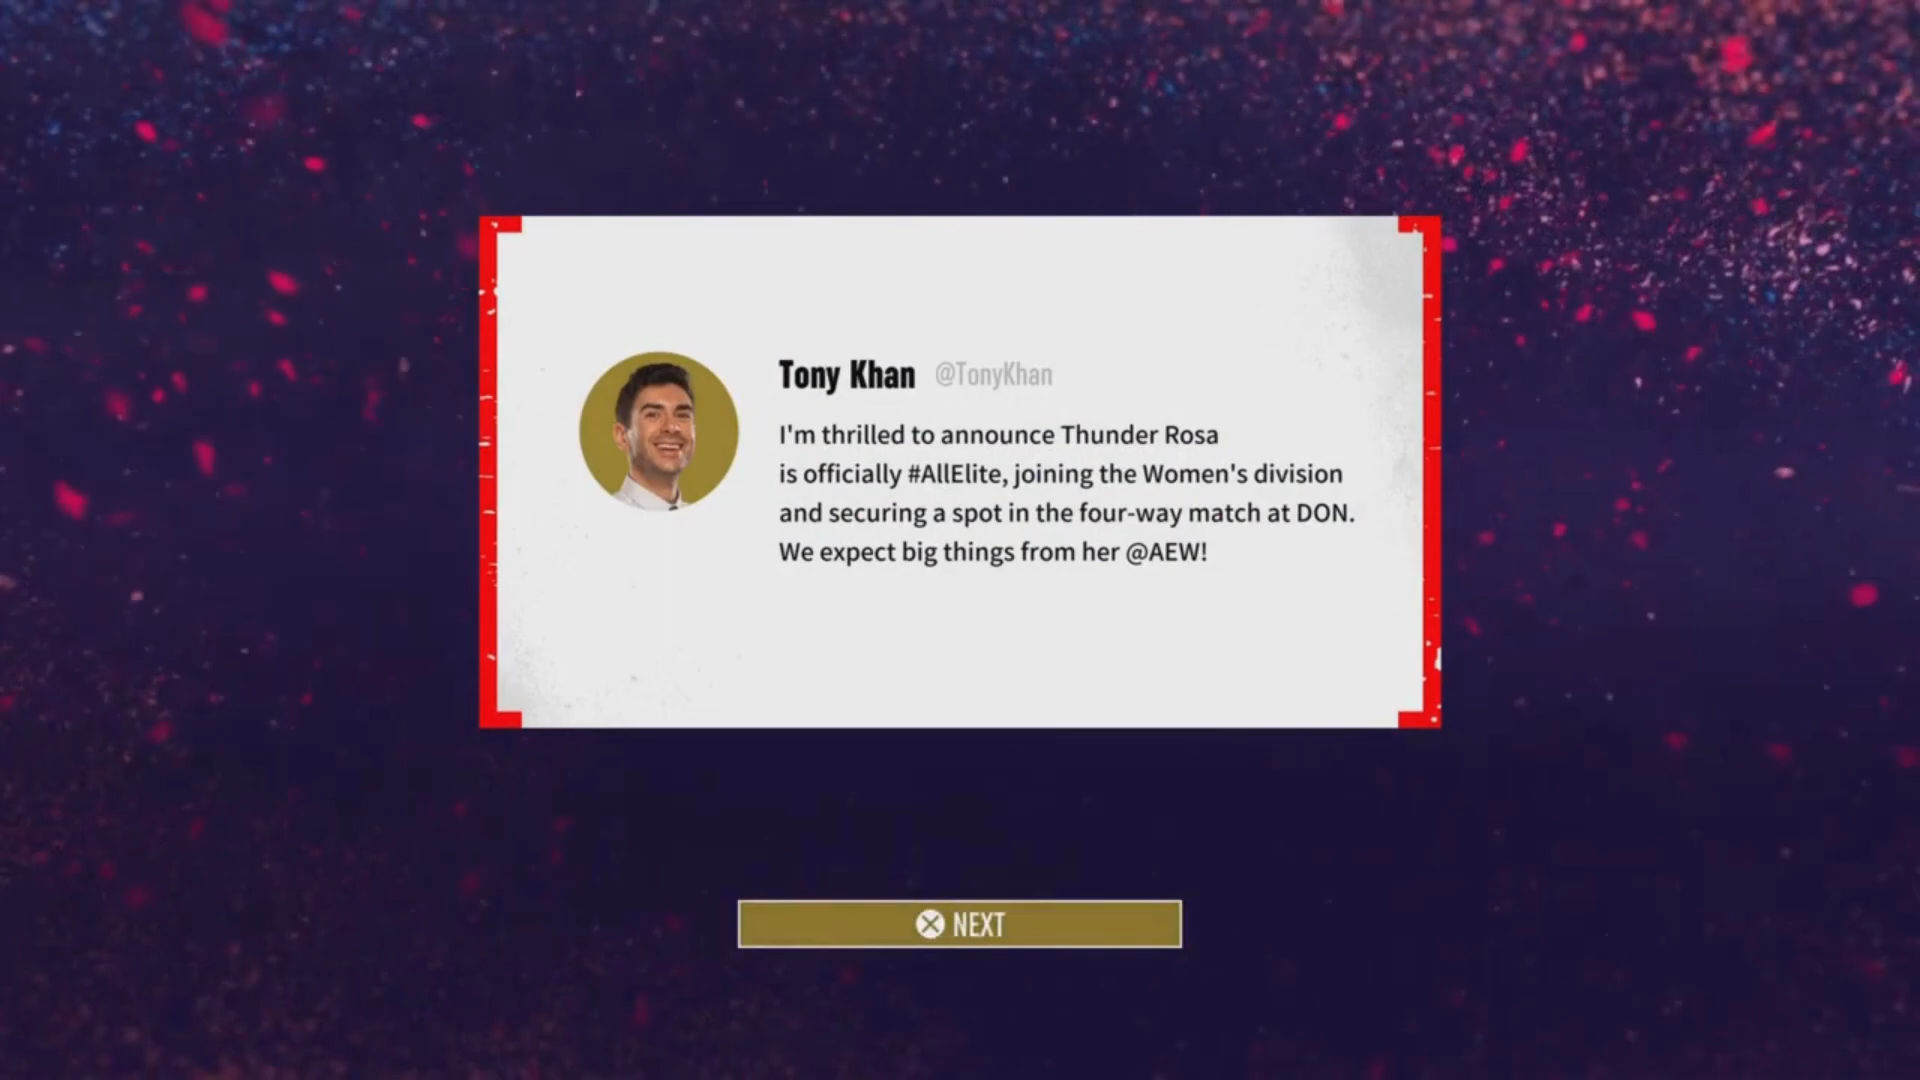 Tony Khan @TonyKhan
I'm thrilled to announce Thunder Rosa
is officially #AllElite, joining the Women's division
and securing a spot in the four-way match at DON.
We expect big things from her @AEW!
NEXT